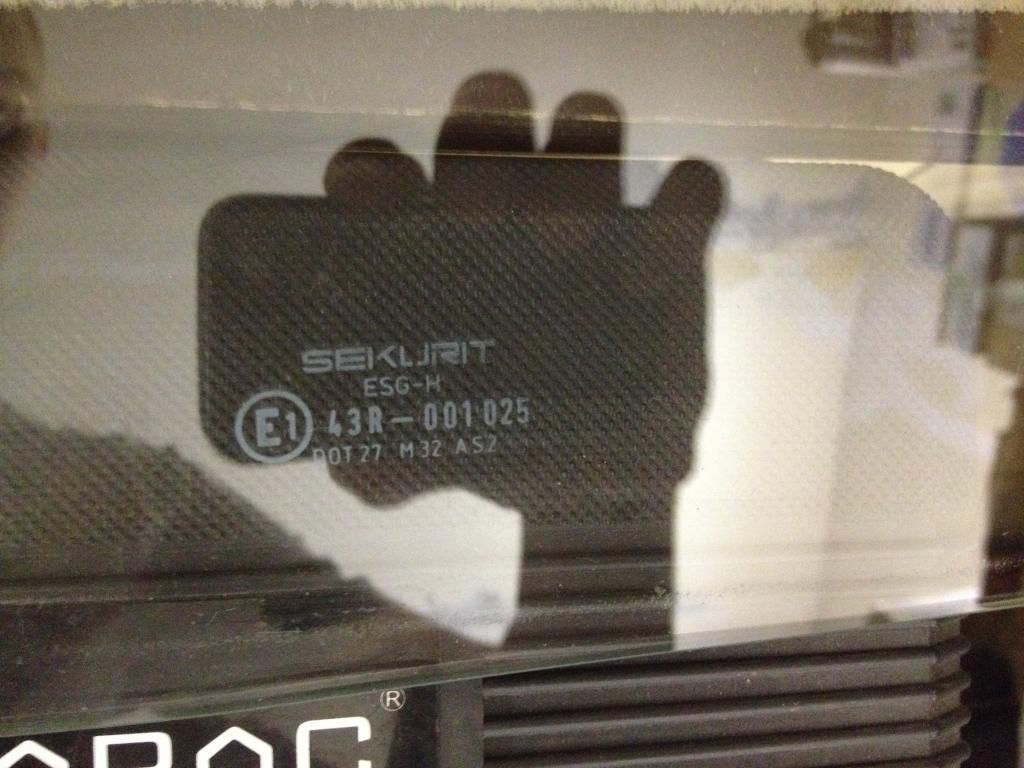 SEKURIT
ESG-H
E1 43R-001025
DOT27 M32 AS2
®